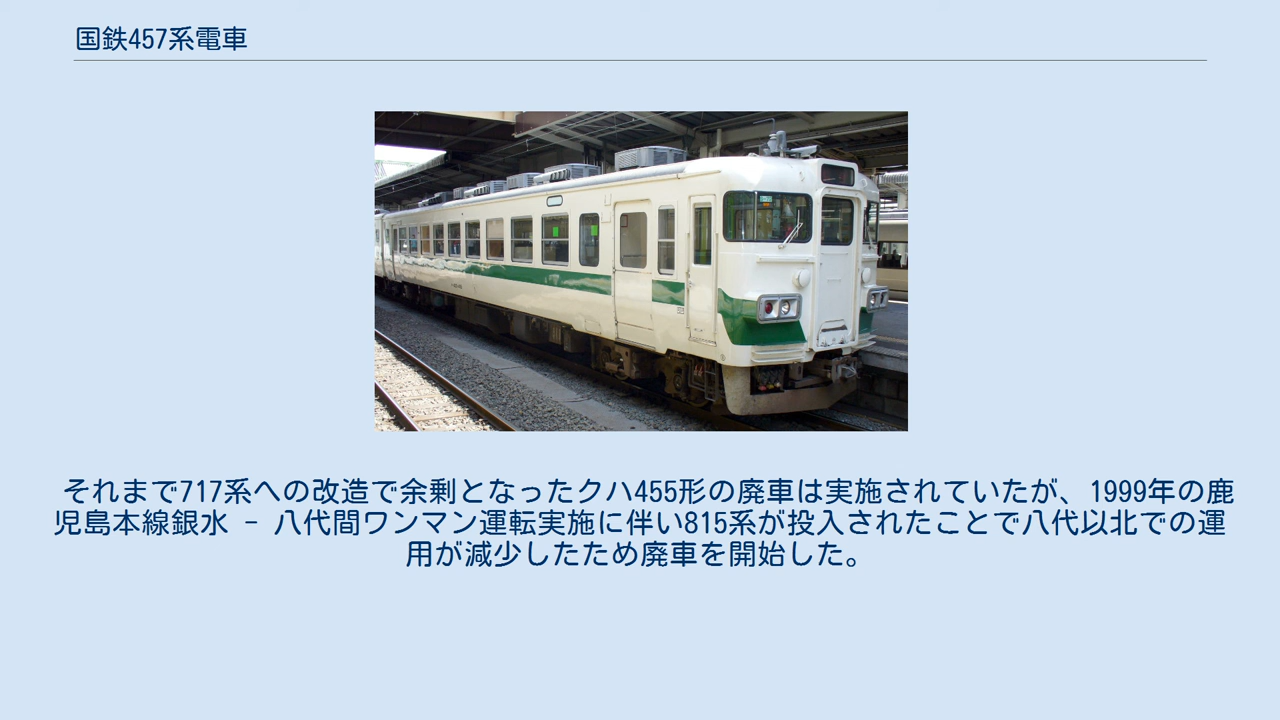 国鉄457系電車
それまで717系への改造で余剰となったクハ455形の廃車は実施されていたが、1999年の鹿
児島本線銀水 - 八代間ワンマン運転実施に伴い815系が投入されたことで八代以北での運
用が減少したため廃車を開始した。